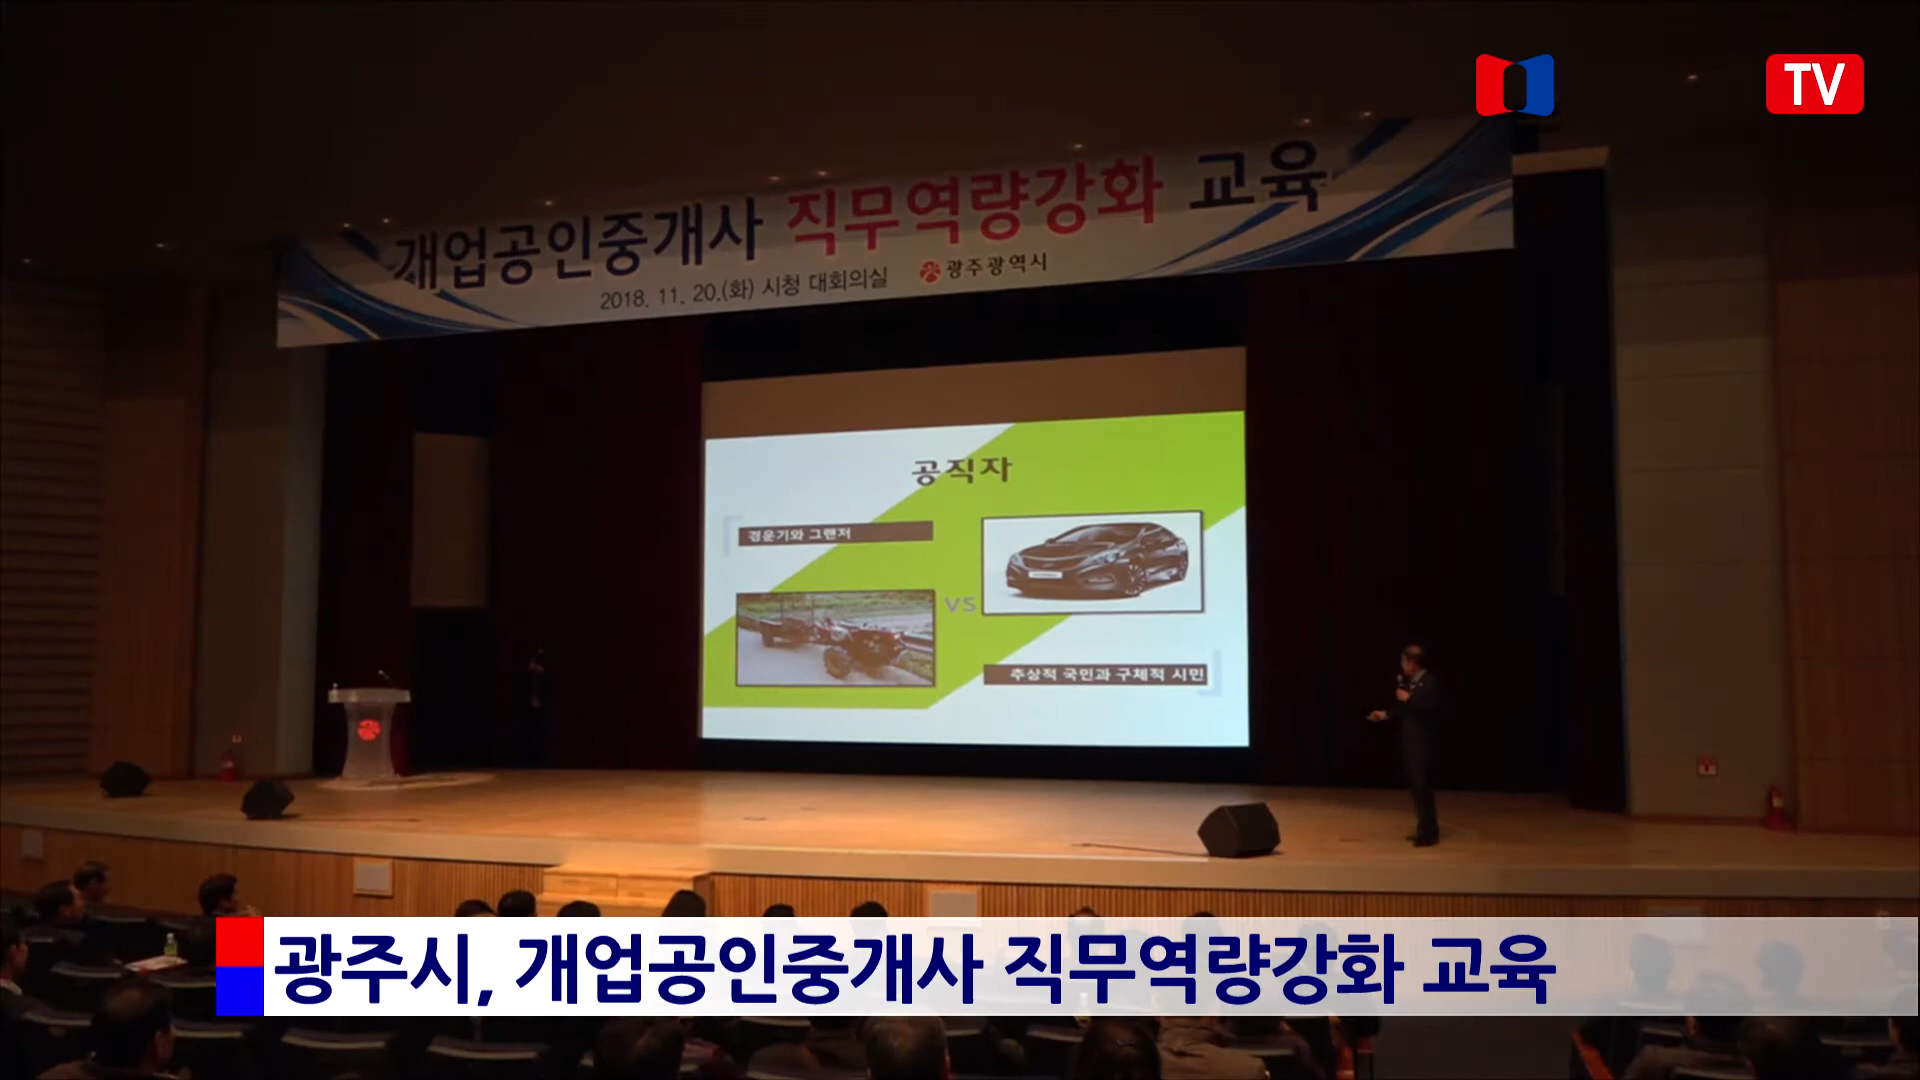 TV
개업공인중개사 직무역량강화 교육
2018. 11. 20.(화) 시청 대회의실 광주광역시
공직자
경운기와 그랜저
VS
추상적 국민과 구체적 시민
광주시, 개업공인중개사 직무역량강화 교육